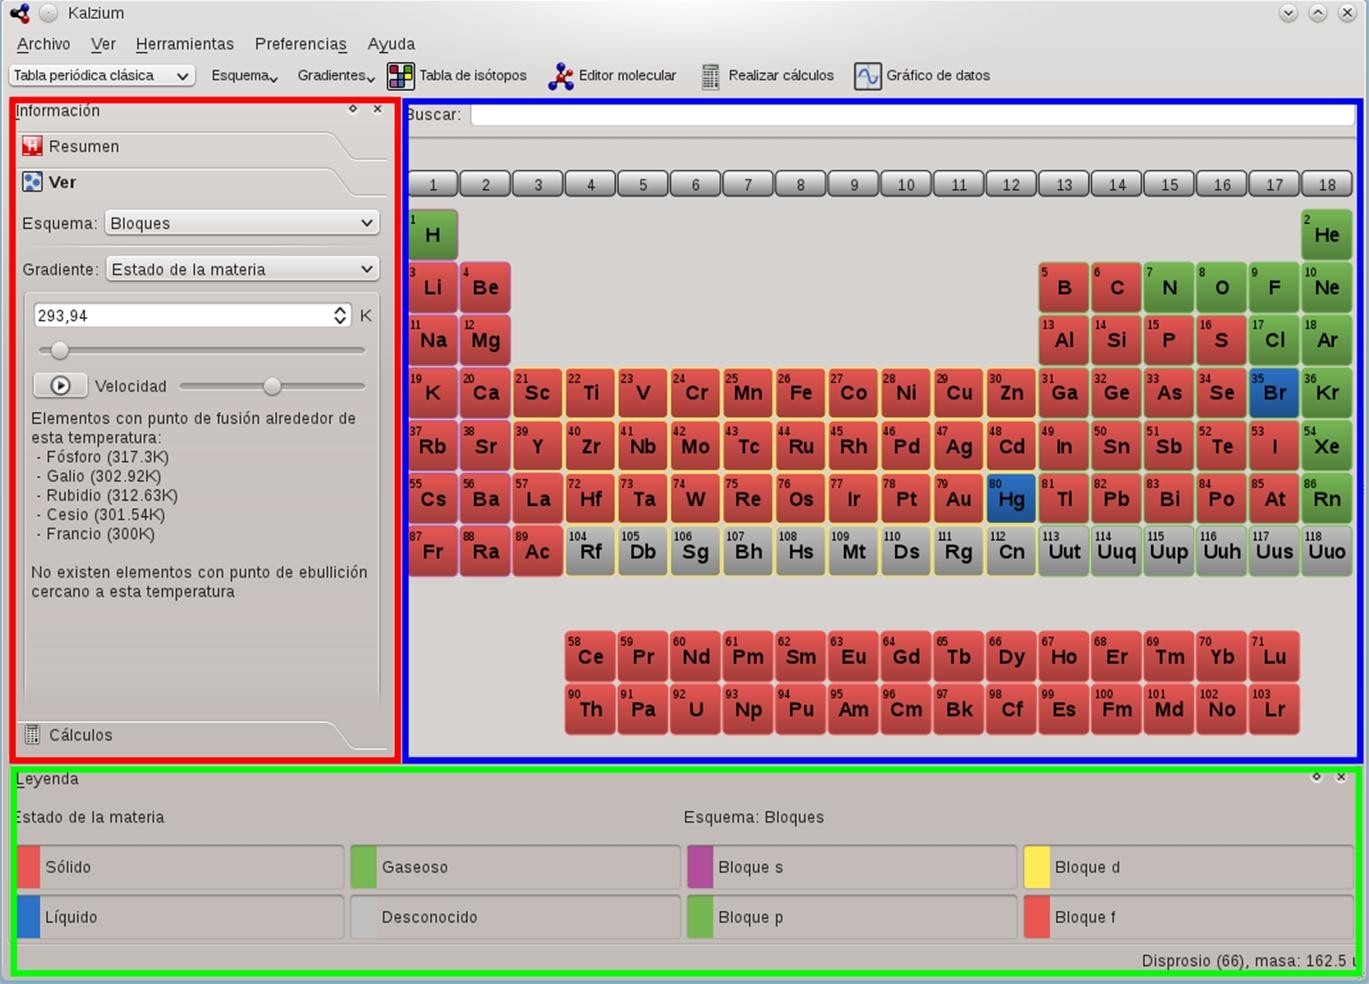 Kalzium
Archivo Ver Herramientas Preferencias Ayuda
Tabla periódica clásica Esquema Gradientes Tabla de isótopos Editor molecular Realizar cálculos Gráfico de datos
Información
Resumen
Ver
Esquema: Bloques
Gradiente: Estado de la materia
293,94 K
Velocidad
Elementos con punto de fusión alrededor de
esta temperatura:
- Fósforo (317.3K)
- Galio (302.92K)
- Rubidio (312.63K)
- Cesio (301.54K)
- Francio (300K)
No existen elementos con punto de ebullición
cercano a esta temperatura
Cálculos
Buscar:
1 2 3 4 5 6 7 8 9 10 11 12 13 14 15 16 17 18
1 H 2 He
3 Li 4 Be 5 B 6 C 7 N 8 O 9 F 10 Ne
11 Na 12 Mg 13 Al 14 Si 15 P 16 S 17 Cl 18 Ar
19 K 20 Ca 21 Sc 22 Ti 23 V 24 Cr 25 Mn 26 Fe 27 Co 28 Ni 29 Cu 30 Zn 31 Ga 32 Ge 33 As 34 Se 35 Br 36 Kr
37 Rb 38 Sr 39 Y 40 Zr 41 Nb 42 Mo 43 Tc 44 Ru 45 Rh 46 Pd 47 Ag 48 Cd 49 In 50 Sn 51 Sb 52 Te 53 I 54 Xe
55 Cs 56 Ba 57 La 72 Hf 73 Ta 74 W 75 Re 76 Os 77 Ir 78 Pt 79 Au 80 Hg 81 Tl 82 Pb 83 Bi 84 Po 85 At 86 Rn
87 Fr 88 Ra 89 Ac 104 Rf 105 Db 106 Sg 107 Bh 108 Hs 109 Mt 110 Ds 111 Rg 112 Cn 113 Uut 114 Uuq 115 Uup 116 Uuh 117 Uus 118 Uuo
58 Ce 59 Pr 60 Nd 61 Pm 62 Sm 63 Eu 64 Gd 65 Tb 66 Dy 67 Ho 68 Er 69 Tm 70 Yb 71 Lu
90 Th 91 Pa 92 U 93 Np 94 Pu 95 Am 96 Cm 97 Bk 98 Cf 99 Es 100 Fm 101 Md 102 No 103 Lr
Leyenda
Estado de la materia Esquema: Bloques
Sólido Gaseoso Bloque s Bloque d
Líquido Desconocido Bloque p Bloque f
Disprosio (66), masa: 162.5 u